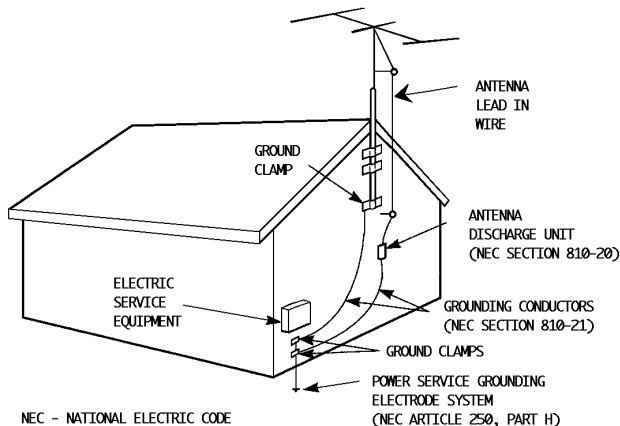 ANTENNA
LEAD IN
WIRE
GROUND
CLAMP
ANTENNA
DISCHARGE UNIT
(NEC SECTION 810-20)
ELECTRIC
SERVICE
EQUIPMENT
GROUNDING CONDUCTORS
(NEC SECTION 810-21)
GROUND CLAMPS
POWER SERVICE GROUNDING
ELECTRODE SYSTEM
(NEC ARTICLE 250, PART H)
NEC - NATIONAL ELECTRIC CODE